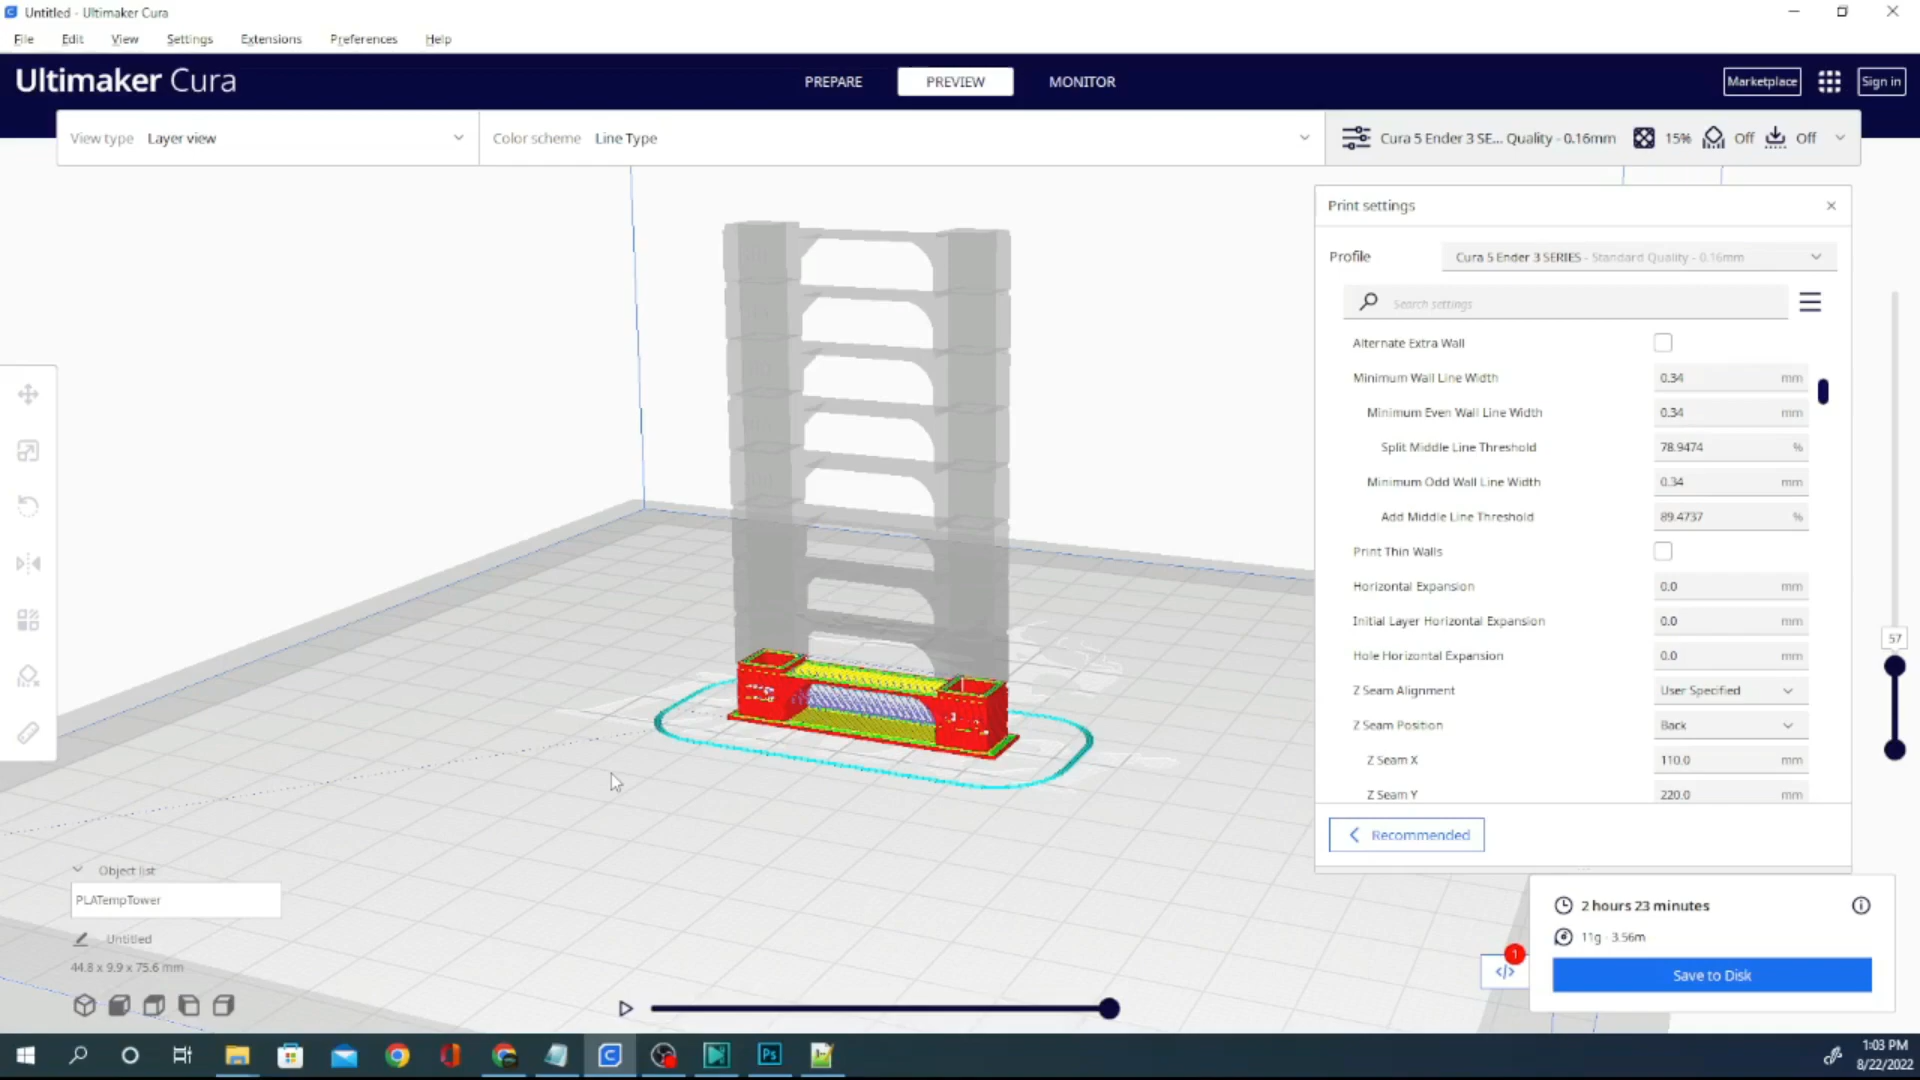 Untitled - Ultimaker Cura
File Edit View Settings Extensions Preferences Help
Ultimaker Cura
PREPARE PREVIEW MONITOR
Marketplace Sign in
View type Layer view
Color scheme Line Type
Cura 5 Ender 3 SE... Quality - 0.16mm 15% Off Off
Print settings
Profile Cura 5 Ender 3 SERIES - Standard Quality - 0.16mm
Search settings
Alternate Extra Wall
Minimum Wall Line Width 0.34 mm
Minimum Even Wall Line Width 0.34 mm
Split Middle Line Threshold 78.9474 %
Minimum Odd Wall Line Width 0.34 mm
Add Middle Line Threshold 89.4737 %
Print Thin Walls
Horizontal Expansion 0.0 mm
Initial Layer Horizontal Expansion 0.0 mm
Hole Horizontal Expansion 0.0 mm
Z Seam Alignment User Specified
Z Seam Position Back
Z Seam X 110.0 mm
Z Seam Y 220.0 mm
57
Recommended
Object list
PLATempTower
Untitled
44.8 x 9.9 x 75.6 mm
2 hours 23 minutes
11g · 3.56m
1
Save to Disk
Ps
1:03 PM
8/22/2022